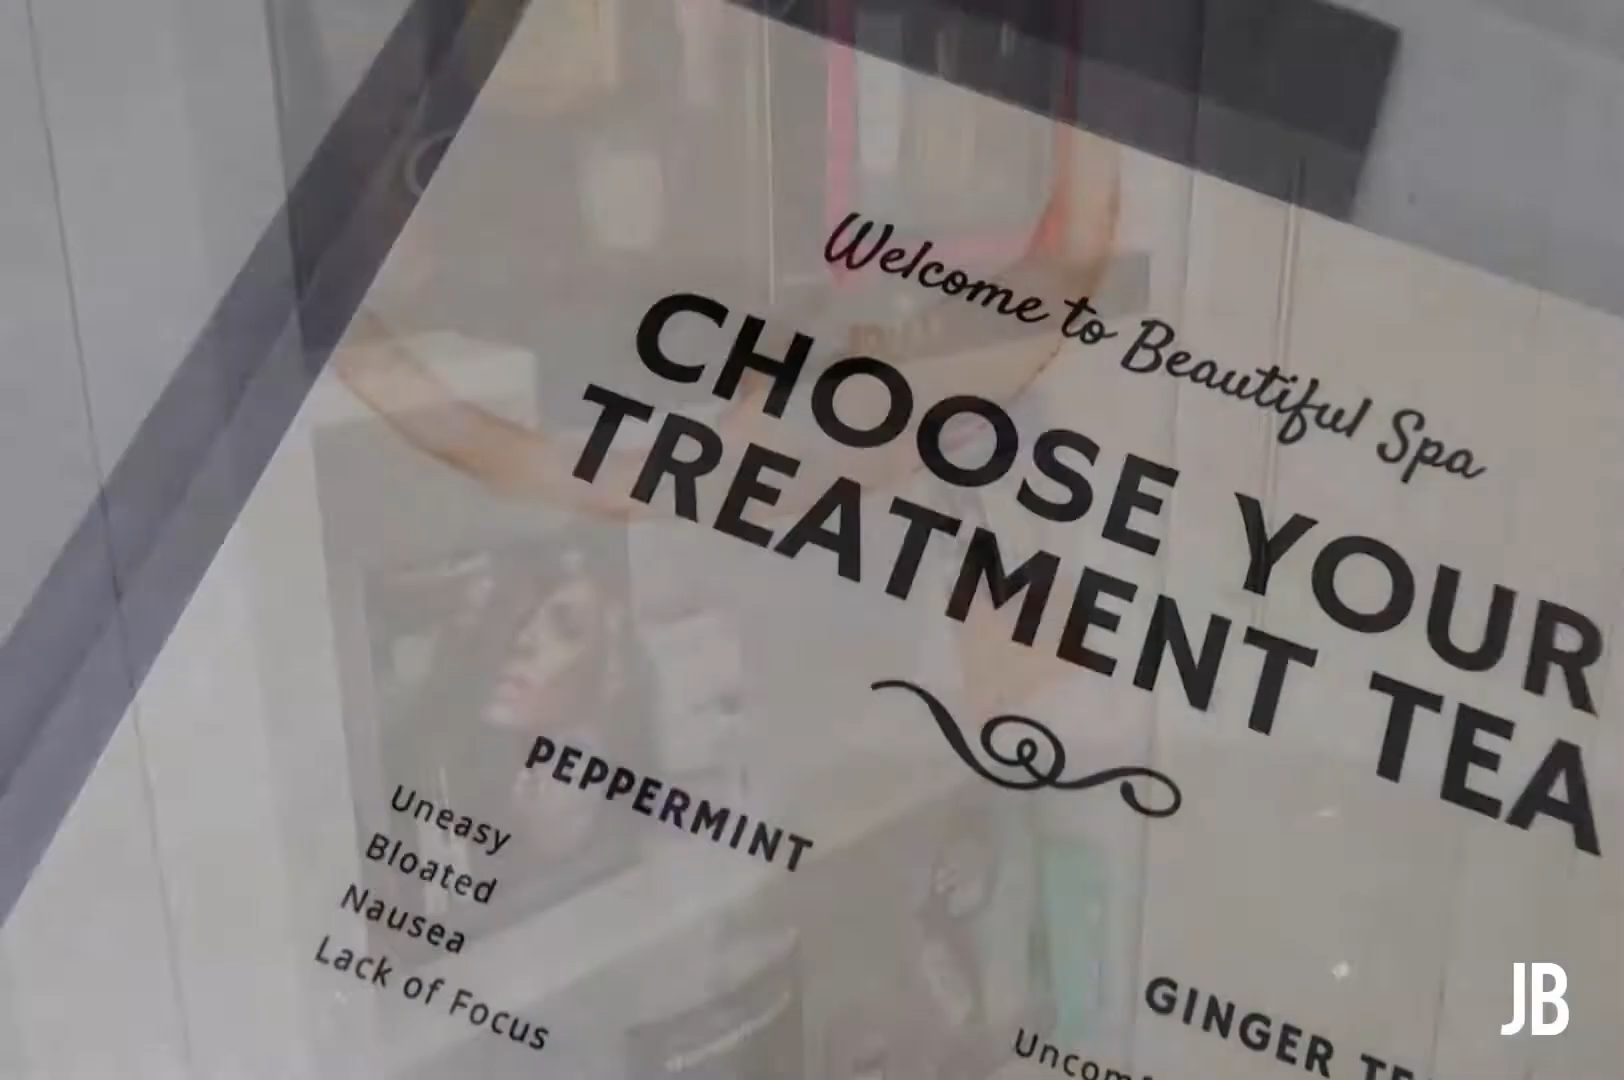 Welcome to Beautiful Spa
CHOOSE YOUR
TREATMENT TEA
PEPPERMINT
Uneasy
Bloated
Nausea
Lack of Focus
GINGER
JB